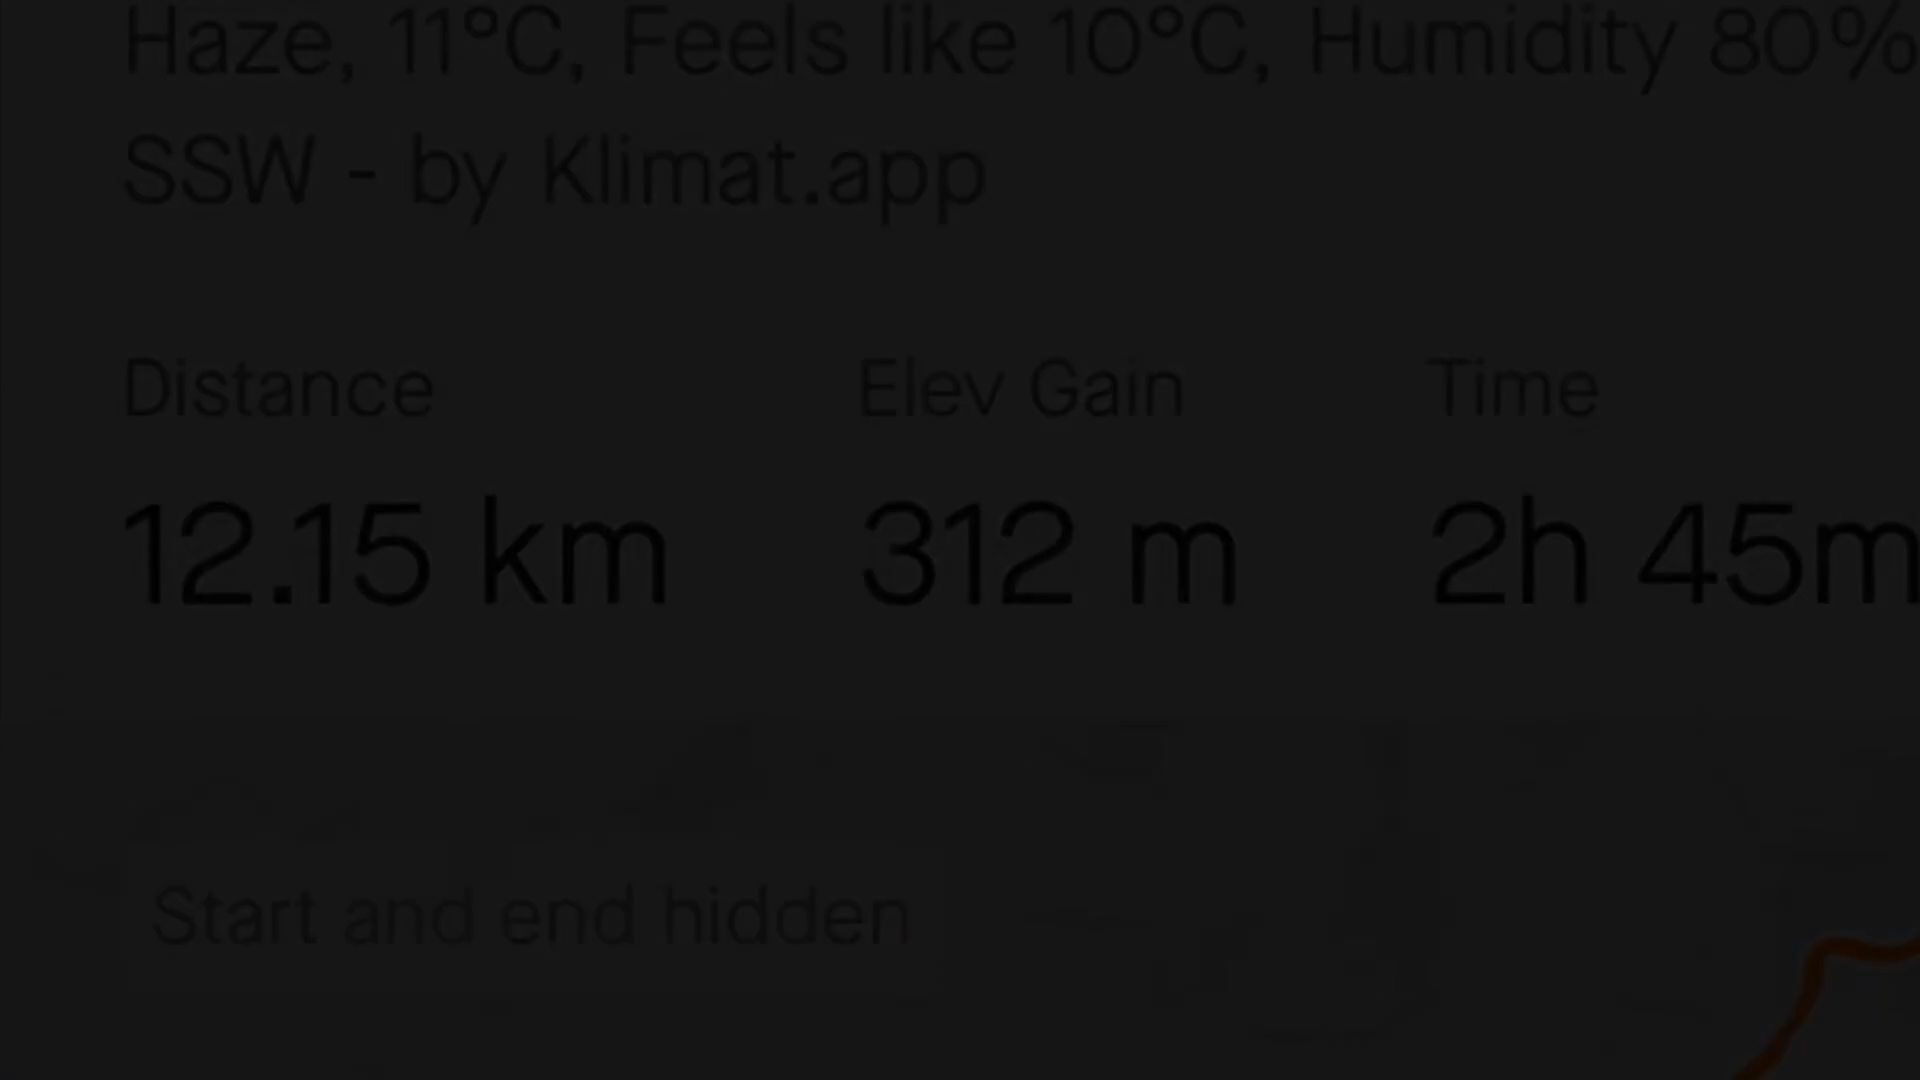 Haze, 11°C, Feels like 10°C, Humidity 80%
SSW - by Klimat.app
Distance Elev Gain Time
12.15 km 312 m 2h 45m
Start and end hidden